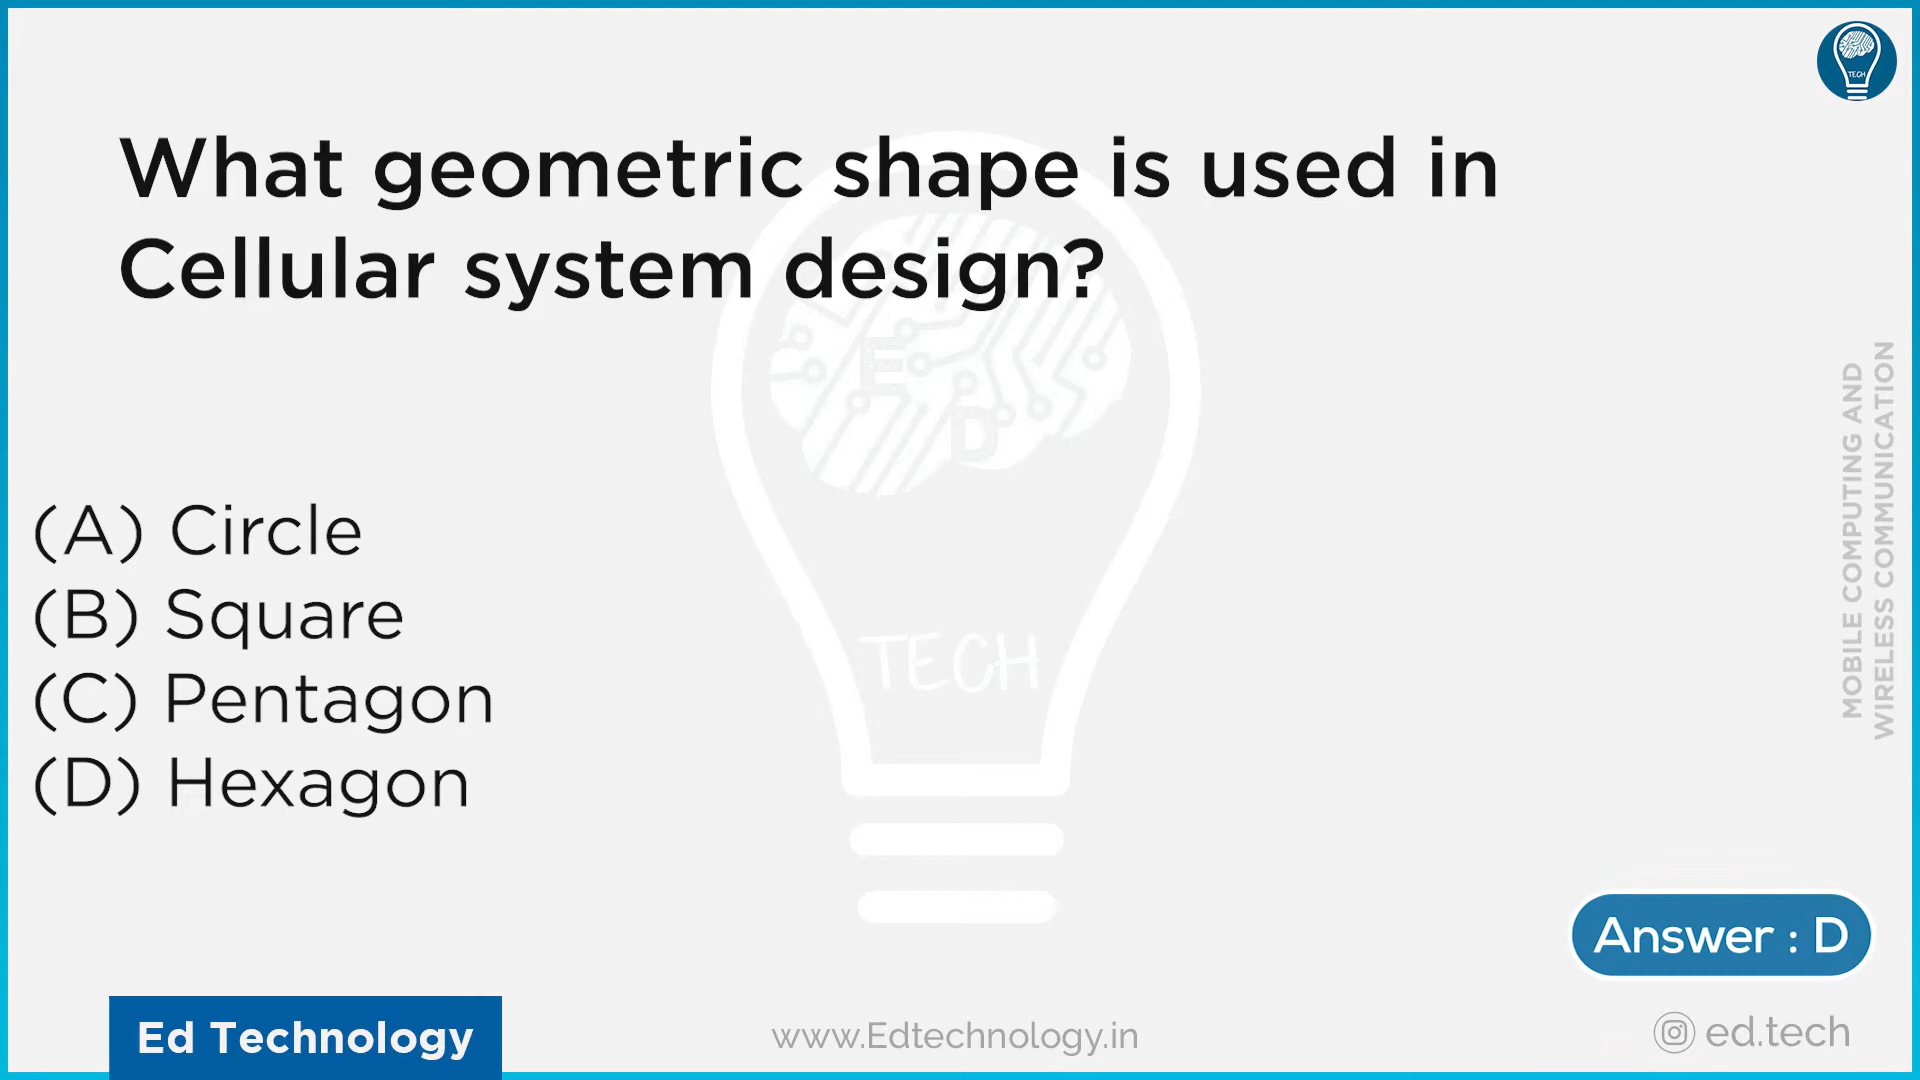 TECH
What geometric shape is used in
Cellular system design?
E
D
(A) Circle
(B) Square
(C) Pentagon
(D) Hexagon
TECH
MOBILE COMPUTING AND
WIRELESS COMMUNICATION
Answer : D
Ed Technology
www.Edtechnology.in
ed.tech